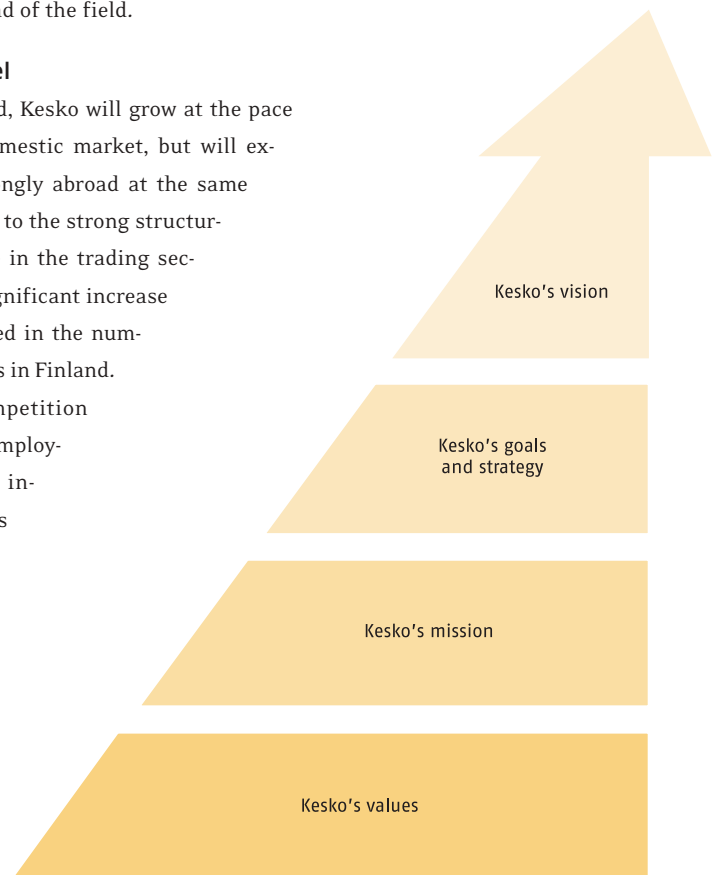 d of the field.
el
d, Kesko will grow at the pace
mestic market, but will ex-
ngly abroad at the same
to the strong structur-
in the trading sec-
gnificant increase
ed in the num-
s in Finland.
mpetition
mploy-
in-
s
Kesko's vision
Kesko's goals
and strategy
Kesko's mission
Kesko's values